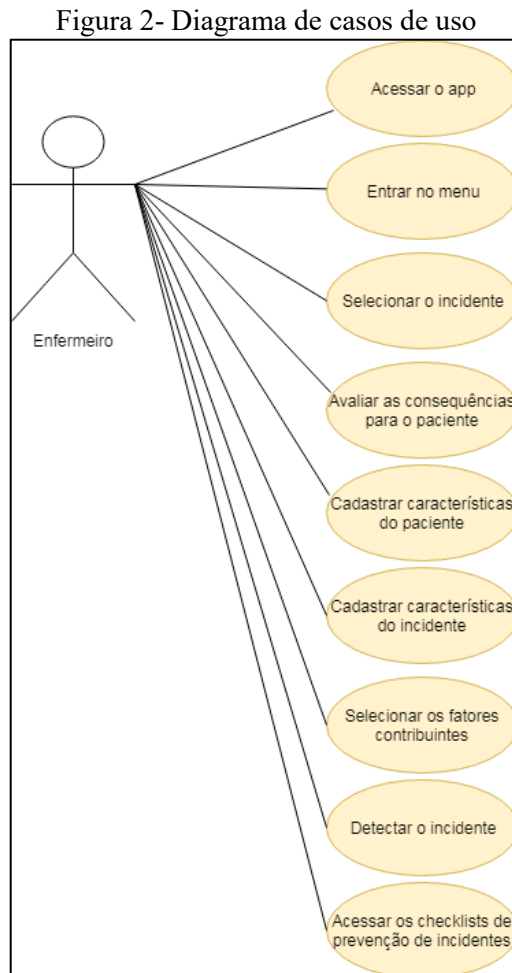 Figura 2- Diagrama de casos de uso
Acessar o app
Entrar no menu
Selecionar o incidente
Enfermeiro
Avaliar as consequências
para o paciente
Cadastrar características
do paciente
Cadastrar características
do incidente
Selecionar os fatores
contribuintes
Detectar o incidente
Acessar os checklists de
prevenção de incidentes